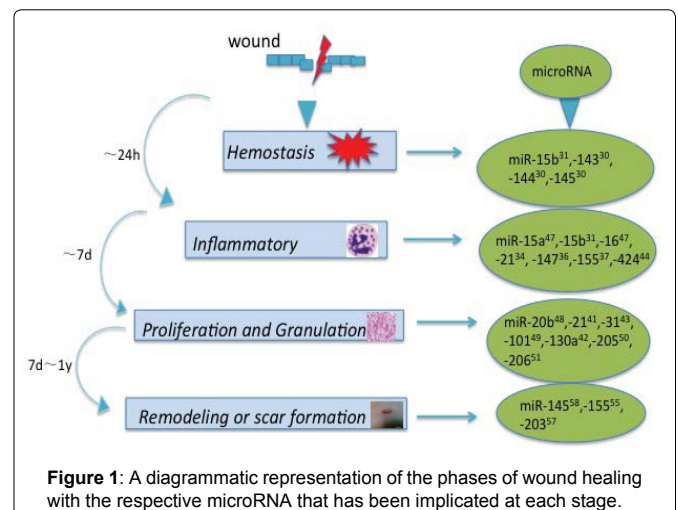 wound
microRNA
~24h
Hemostasis
miR-15b³¹,-143³⁰,
-144³⁰,-145³⁰
~7d
Inflammatory
miR-15a⁴⁷,-15b³¹,-16⁴⁷,
-21³⁴,-147³⁶,-155³⁷,-424⁴⁴
7d~1y
Proliferation and Granulation
miR-20b⁴⁸,-21⁴¹,-31⁴³,
-101⁴⁹,-130a⁴²,-205⁵⁰,
-206⁵¹
Remodeling or scar formation
miR-145⁵⁸,-155⁵⁵,
-203⁵⁷
Figure 1: A diagrammatic representation of the phases of wound healing
with the respective microRNA that has been implicated at each stage.